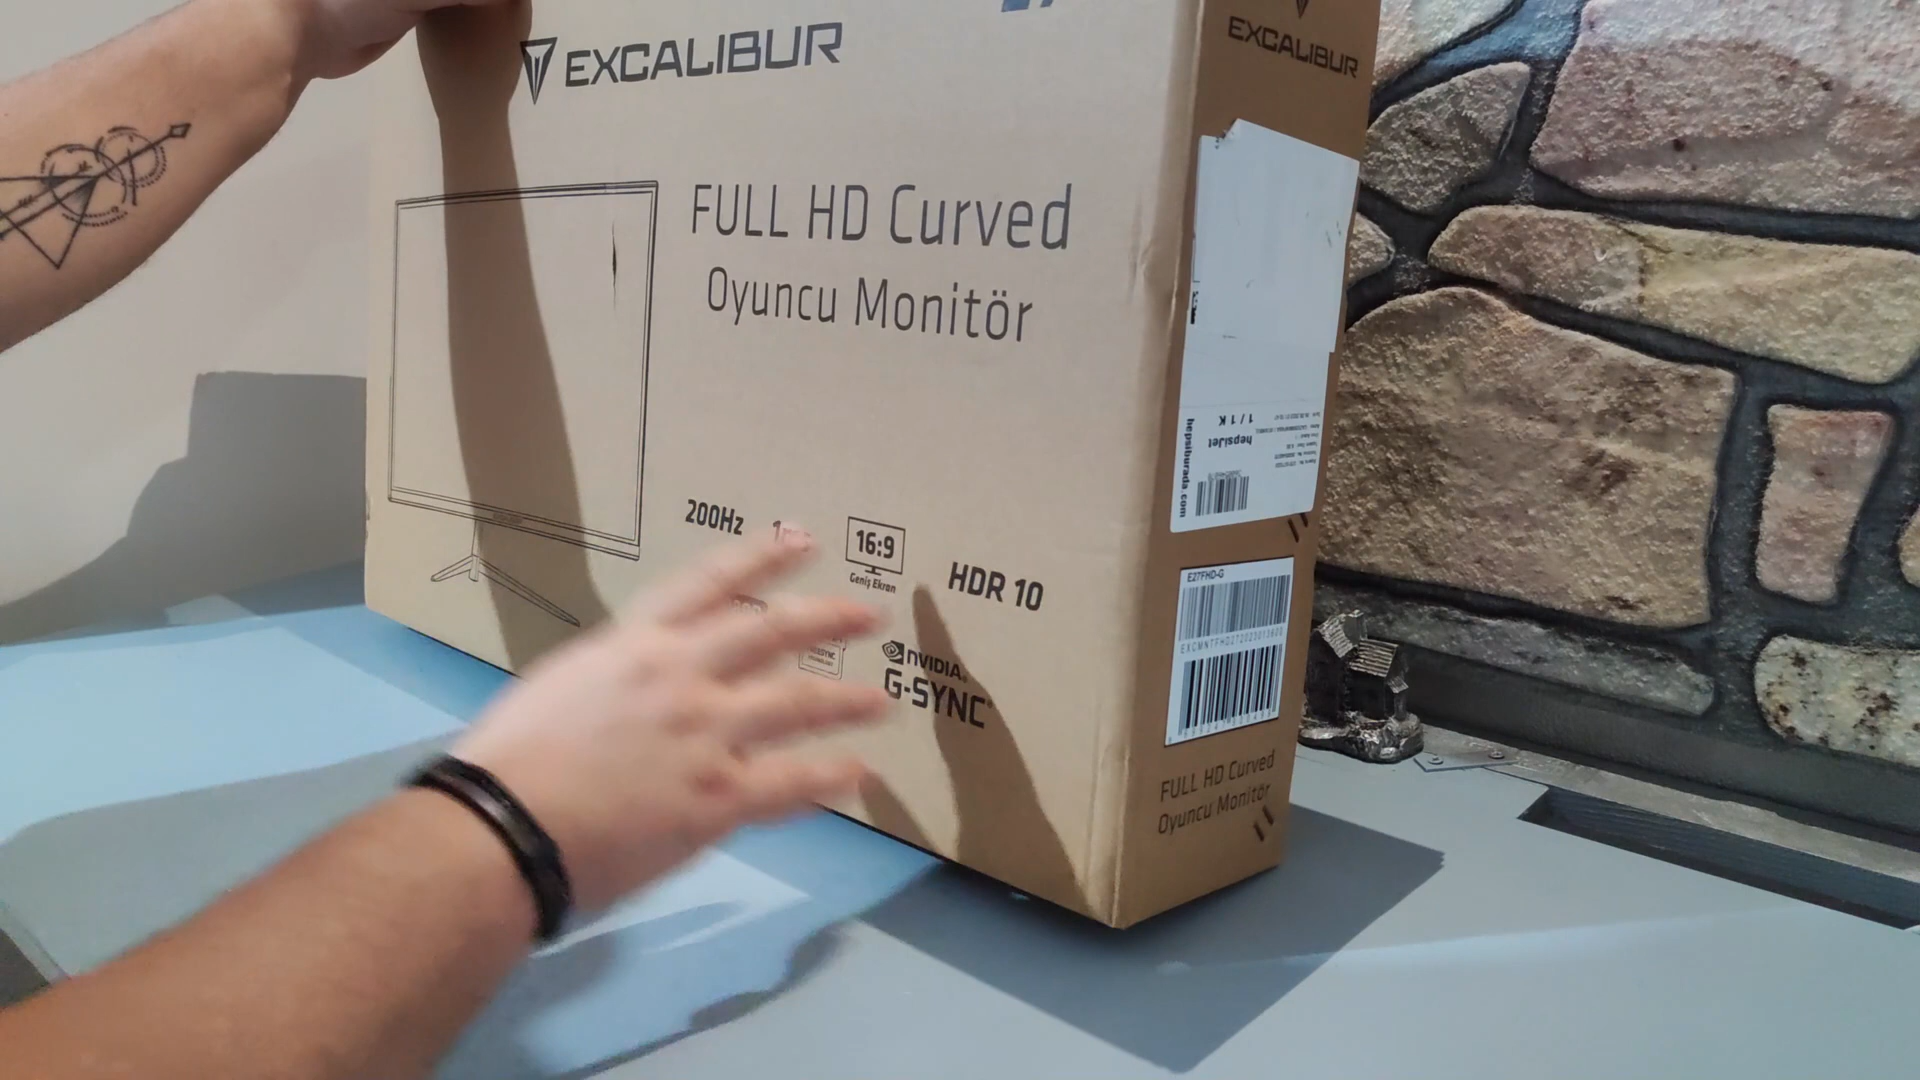 EXCALIBUR
EXCALIBUR
FULL HD Curved
Oyuncu Monitör
200Hz
16:9
Geniş Ekran
HDR 10
NVIDIA
G-SYNC
hepsiburada.com
hepsiJet
1 / 1 K
E27FHD-G
FULL HD Curved
Oyuncu Monitör